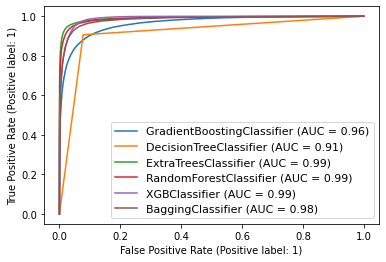 1.0
0.8
0.6
0.4
0.2
0.0
True Positive Rate (Positive label: 1)
GradientBoostingClassifier (AUC = 0.96)
DecisionTreeClassifier (AUC = 0.91)
ExtraTreesClassifier (AUC = 0.99)
RandomForestClassifier (AUC = 0.99)
XGBClassifier (AUC = 0.99)
BaggingClassifier (AUC = 0.98)
0.0 0.2 0.4 0.6 0.8 1.0
False Positive Rate (Positive label: 1)